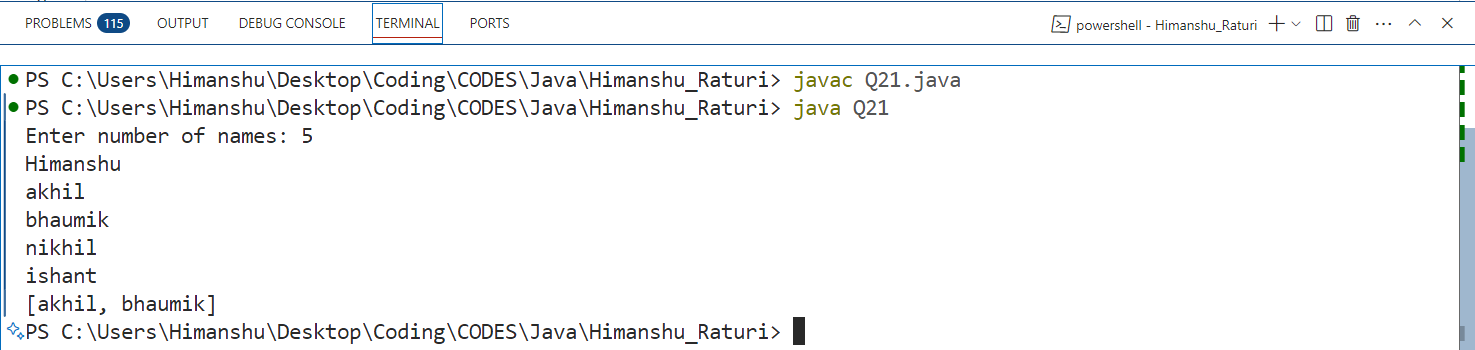 PROBLEMS 115 OUTPUT DEBUG CONSOLE TERMINAL PORTS powershell - Himanshu_Raturi
PS C:\Users\Himanshu\Desktop\Coding\CODES\Java\Himanshu_Raturi> javac Q21.java
PS C:\Users\Himanshu\Desktop\Coding\CODES\Java\Himanshu_Raturi> java Q21
Enter number of names: 5
Himanshu
akhil
bhaumik
nikhil
ishant
[akhil, bhaumik]
PS C:\Users\Himanshu\Desktop\Coding\CODES\Java\Himanshu_Raturi>